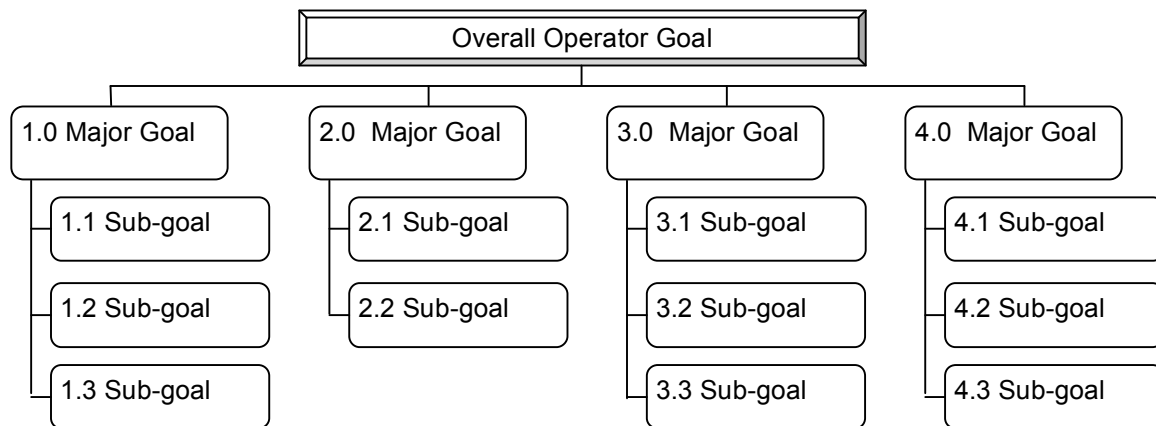 Overall Operator Goal
1.0 Major Goal
2.0 Major Goal
3.0 Major Goal
4.0 Major Goal
1.1 Sub-goal
2.1 Sub-goal
3.1 Sub-goal
4.1 Sub-goal
1.2 Sub-goal
2.2 Sub-goal
3.2 Sub-goal
4.2 Sub-goal
1.3 Sub-goal
3.3 Sub-goal
4.3 Sub-goal